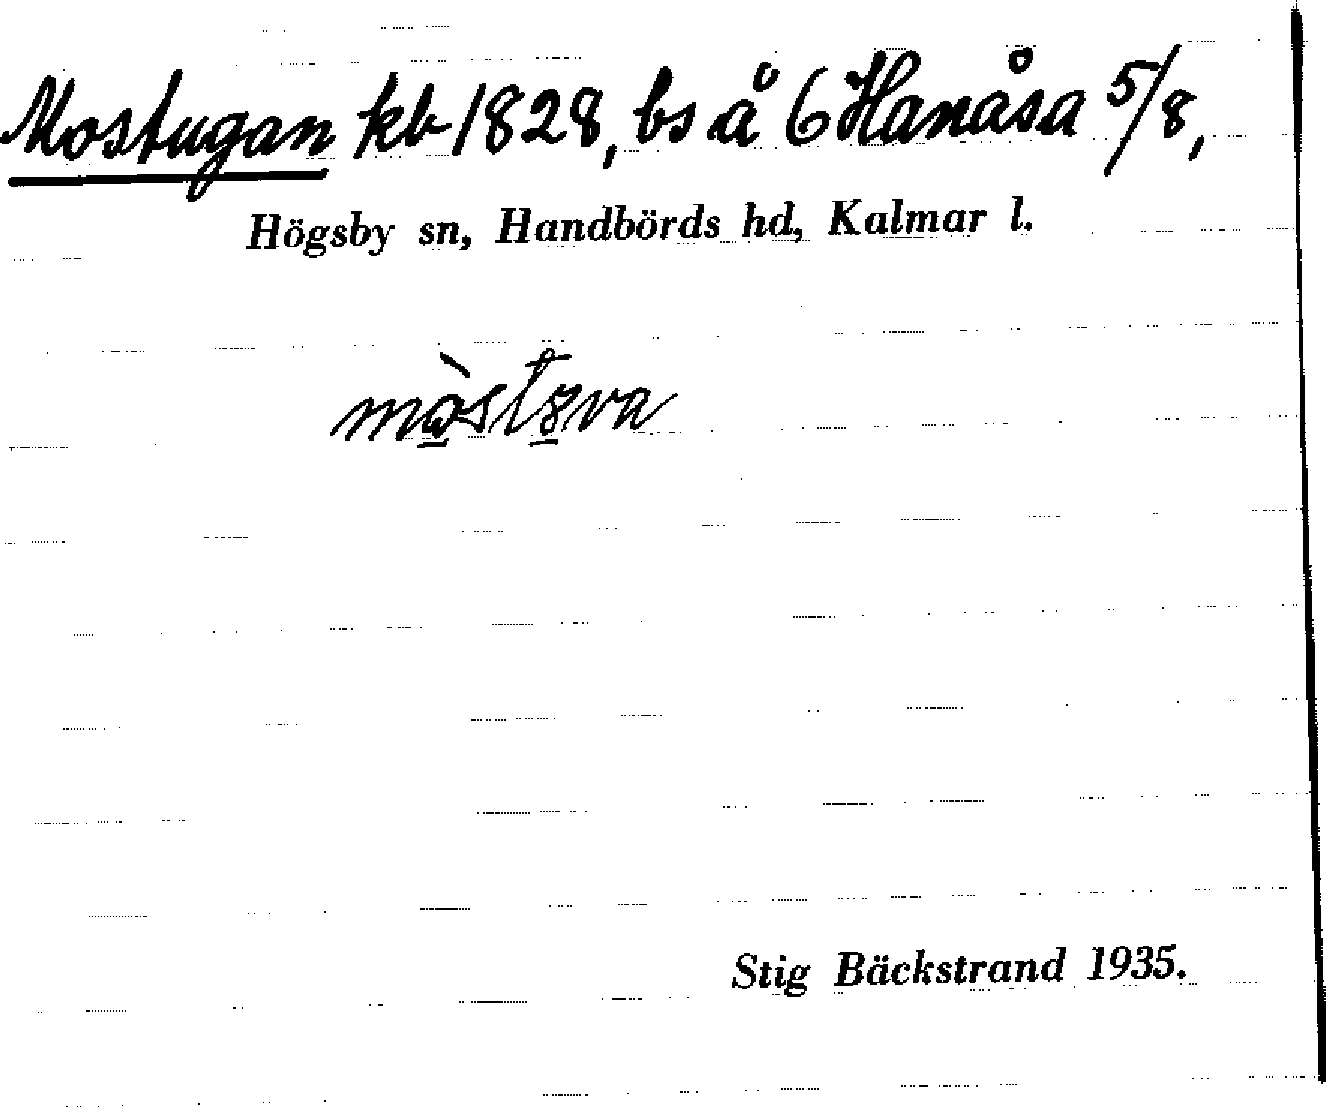 Mostugan kb 1828, bs å 6 Hanåsa 5/8,
Högsby sn, Handbörds hd, Kalmar l.
Stig Bäckstrand 1935.